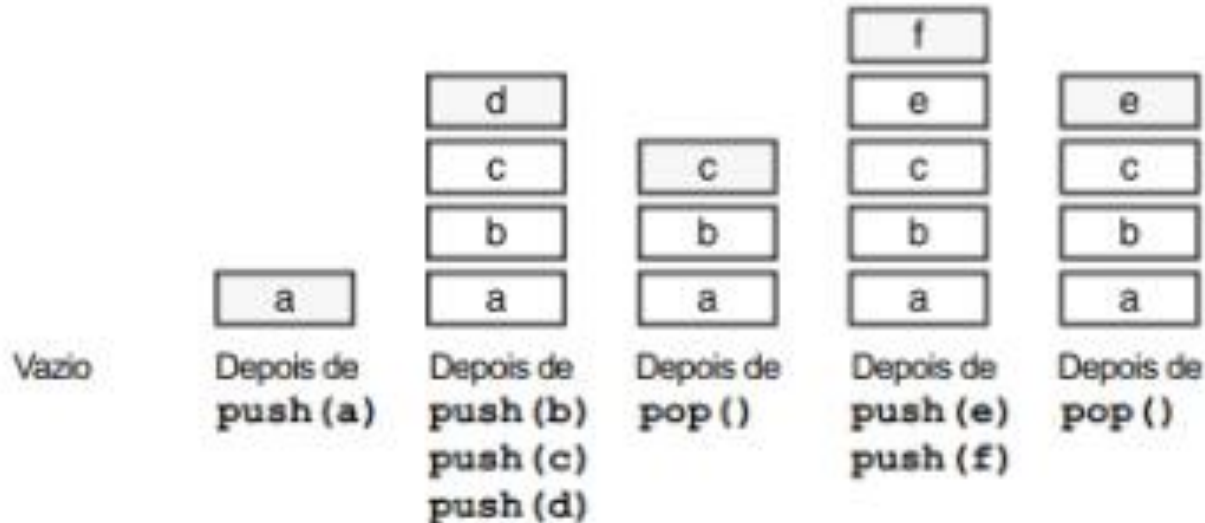 f
d
e
e
c
c
c
c
b
b
b
b
a
a
a
a
a
Vazio
Depois de
push(a)
Depois de
push(b)
push(c)
push(d)
Depois de
pop()
Depois de
push(e)
push(f)
Depois de
pop()